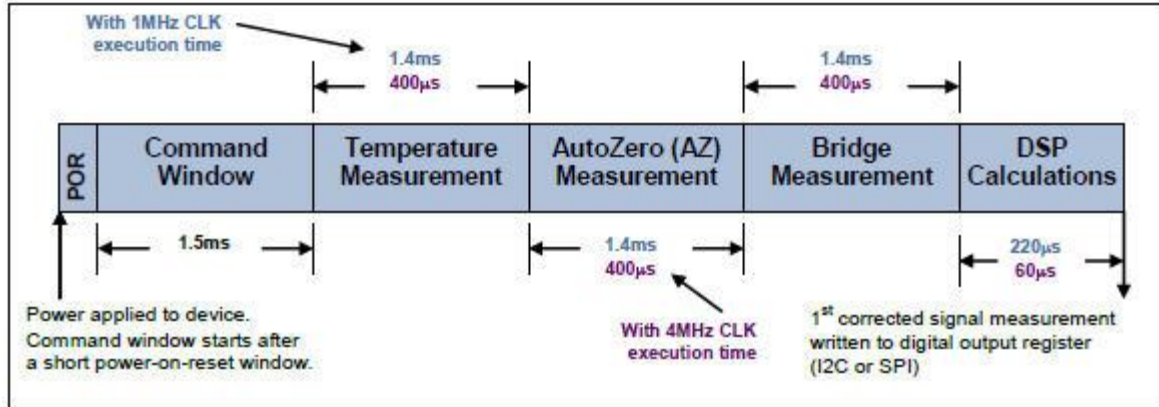 With 1MHz CLK
execution time
1.4ms
400µs
1.4ms
400µs
POR
Command
Window
Temperature
Measurement
AutoZero (AZ)
Measurement
Bridge
Measurement
DSP
Calculations
1.5ms
1.4ms
400µs
220µs
60µs
Power applied to device.
Command window starts after
a short power-on-reset window.
With 4MHz CLK
execution time
1st corrected signal measurement
written to digital output register
(I2C or SPI)